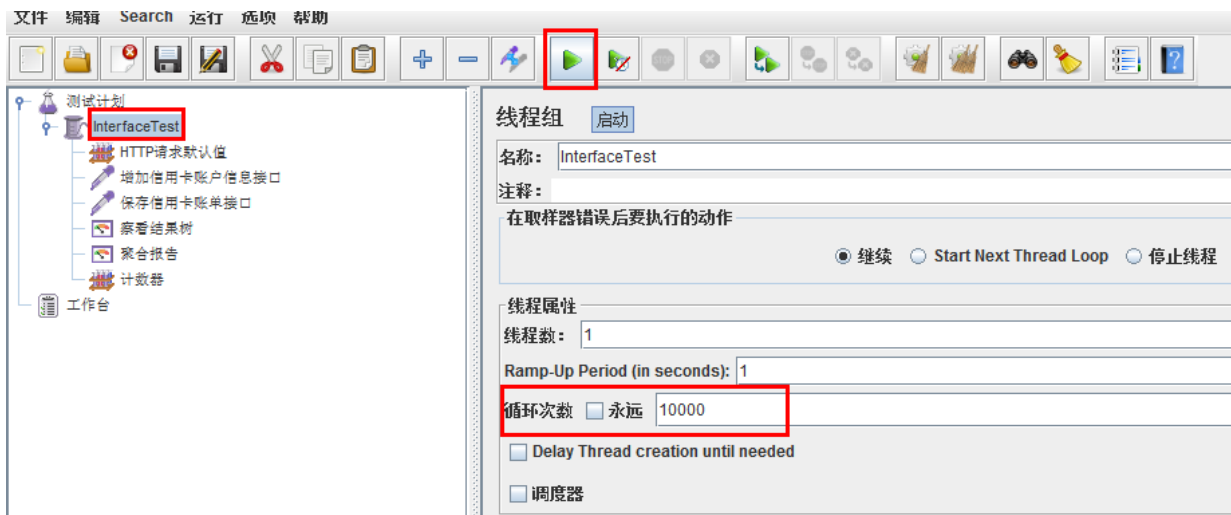 文件 编辑 Search 运行 选项 帮助
测试计划
InterfaceTest
HTTP请求默认值
增加信用卡账户信息接口
保存信用卡账单接口
察看结果树
聚合报告
计数器
工作台
线程组 启动
名称: InterfaceTest
注释:
在取样器错误后要执行的动作
继续 Start Next Thread Loop 停止线程
线程属性
线程数: 1
Ramp-Up Period (in seconds): 1
循环次数 永远 10000
Delay Thread creation until needed
调度器